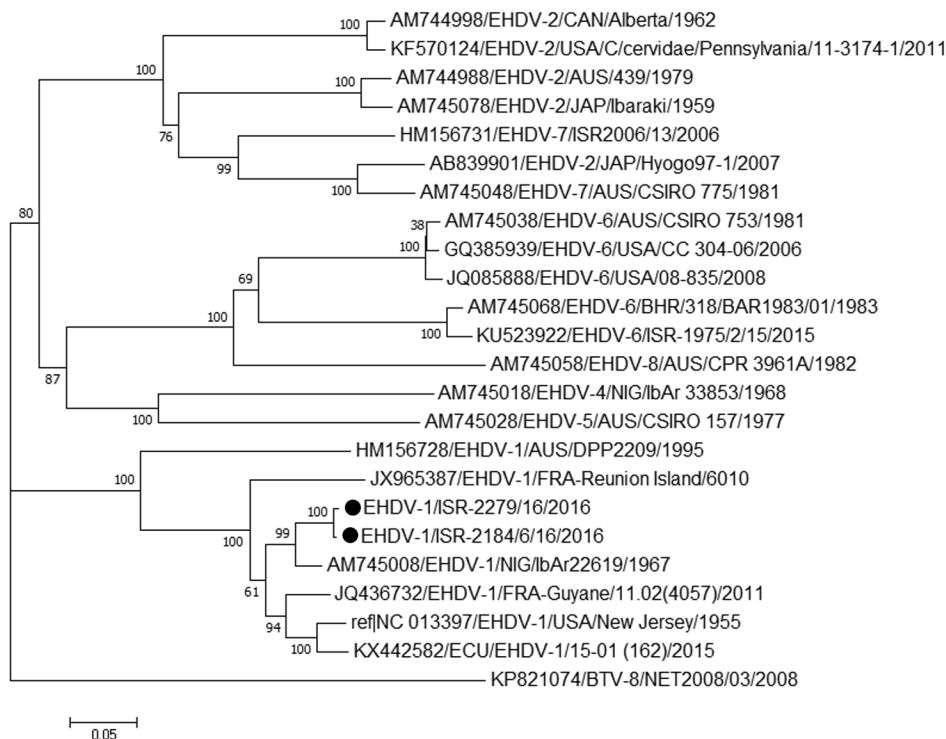 100 AM744998/EHDV-2/CAN/Alberta/1962
KF570124/EHDV-2/USA/C/cervidae/Pennsylvania/11-3174-1/2011
100
AM744988/EHDV-2/AUS/439/1979
100 AM745078/EHDV-2/JAP/Ibaraki/1959
76
HM156731/EHDV-7/ISR2006/13/2006
99
AB839901/EHDV-2/JAP/Hyogo97-1/2007
100 AM745048/EHDV-7/AUS/CSIRO 775/1981
80
38 AM745038/EHDV-6/AUS/CSIRO 753/1981
100 GQ385939/EHDV-6/USA/CC 304-06/2006
JQ085888/EHDV-6/USA/08-835/2008
69
AM745068/EHDV-6/BHR/318/BAR1983/01/1983
100
100 KU523922/EHDV-6/ISR-1975/2/15/2015
AM745058/EHDV-8/AUS/CPR 3961A/1982
87
AM745018/EHDV-4/NIG/IbAr 33853/1968
100 AM745028/EHDV-5/AUS/CSIRO 157/1977
HM156728/EHDV-1/AUS/DPP2209/1995
100
JX965387/EHDV-1/FRA-Reunion Island/6010
100 EHDV-1/ISR-2279/16/2016
99
100
EHDV-1/ISR-2184/6/16/2016
AM745008/EHDV-1/NIG/IbAr22619/1967
61
JQ436732/EHDV-1/FRA-Guyane/11.02(4057)/2011
94
ref|NC 013397/EHDV-1/USA/New Jersey/1955
100 KX442582/ECU/EHDV-1/15-01 (162)/2015
KP821074/BTV-8/NET2008/03/2008
0.05